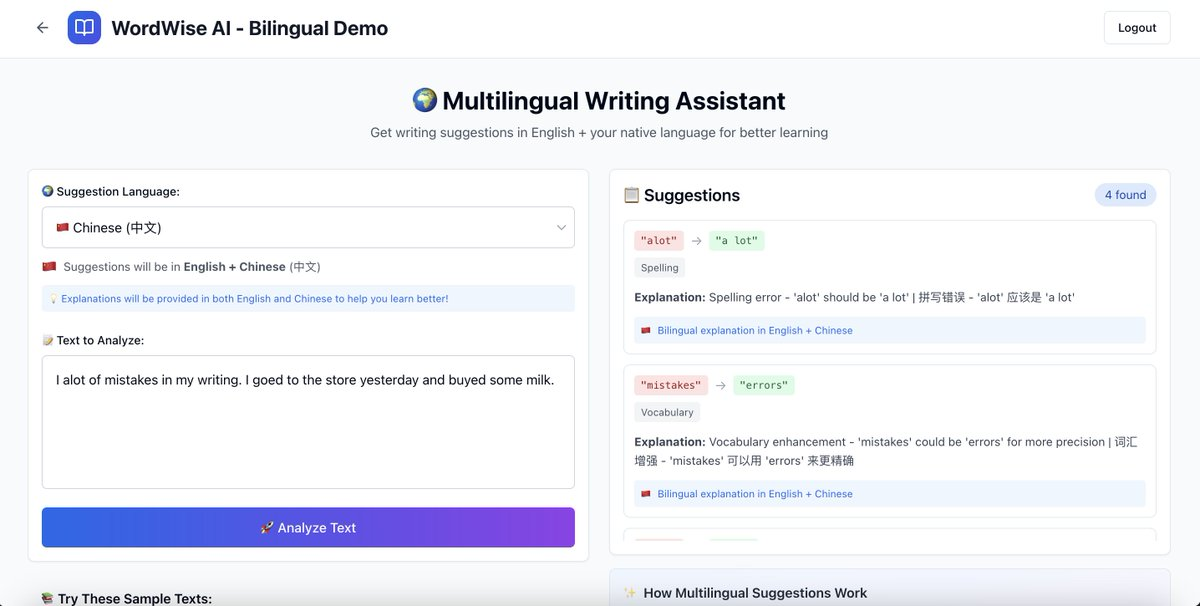 WordWise AI - Bilingual Demo
Logout
Multilingual Writing Assistant
Get writing suggestions in English + your native language for better learning
Suggestion Language:
Chinese (中文)
Suggestions will be in English + Chinese (中文)
Explanations will be provided in both English and Chinese to help you learn better!
Text to Analyze:
I alot of mistakes in my writing. I goed to the store yesterday and buyed some milk.
Analyze Text
Try These Sample Texts:
Suggestions
4 found
"alot" → "a lot"
Spelling
Explanation: Spelling error - 'alot' should be 'a lot' | 拼写错误 - 'alot' 应该是 'a lot'
Bilingual explanation in English + Chinese
"mistakes" → "errors"
Vocabulary
Explanation: Vocabulary enhancement - 'mistakes' could be 'errors' for more precision | 词汇
增强 - 'mistakes' 可以用 'errors' 来更精确
Bilingual explanation in English + Chinese
How Multilingual Suggestions Work